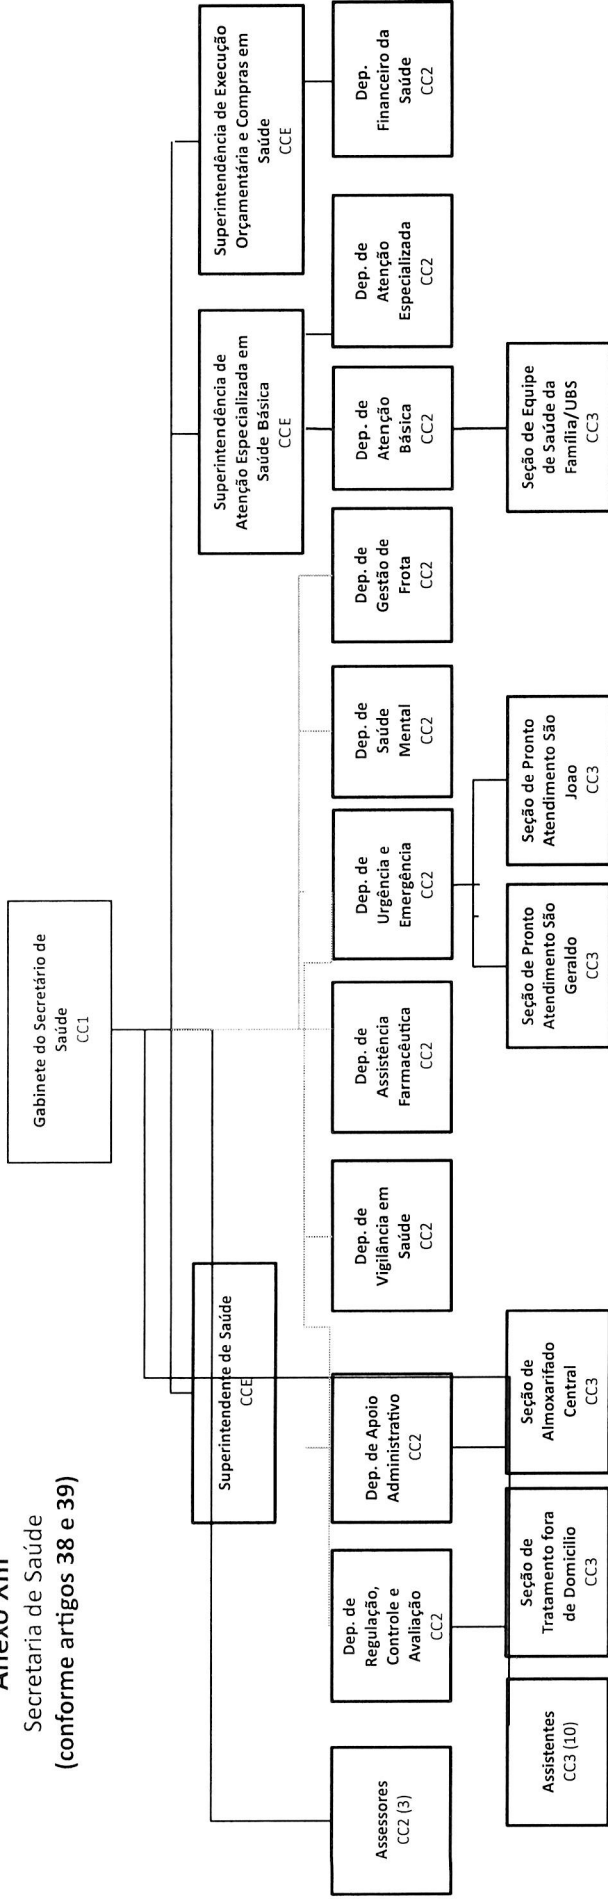 Anexo XIII
Secretaria de Saúde
(conforme artigos 38 e 39)
Gabinete do Secretário de
Saúde
CC1
Superintendente de Saúde
CCE
Superintendência de
Atenção Especializada em
Saúde Básica
CCE
Superintendência de Execução
Orçamentária e Compras em
Saúde
CCE
Assessores
CC2 (3)
Dep. de
Regulação,
Controle e
Avaliação
CC2
Dep. de Apoio
Administrativo
CC2
Dep. de
Vigilância em
Saúde
CC2
Dep. de
Assistência
Farmacêutica
CC2
Dep. de
Urgência e
Emergência
CC2
Dep. de
Saúde
Mental
CC2
Dep. de
Gestão de
Frota
CC2
Dep. de
Atenção
Básica
CC2
Dep. de
Atenção
Especializada
CC2
Dep.
Financeiro da
Saúde
CC2
Assistentes
CC3 (10)
Seção de
Tratamento fora
de Domicilio
CC3
Seção de
Almoxarifado
Central
CC3
Seção de Pronto
Atendimento São
Geraldo
CC3
Seção de Pronto
Atendimento São
Joao
CC3
Seção de Equipe
de Saúde da
Família/UBS
CC3